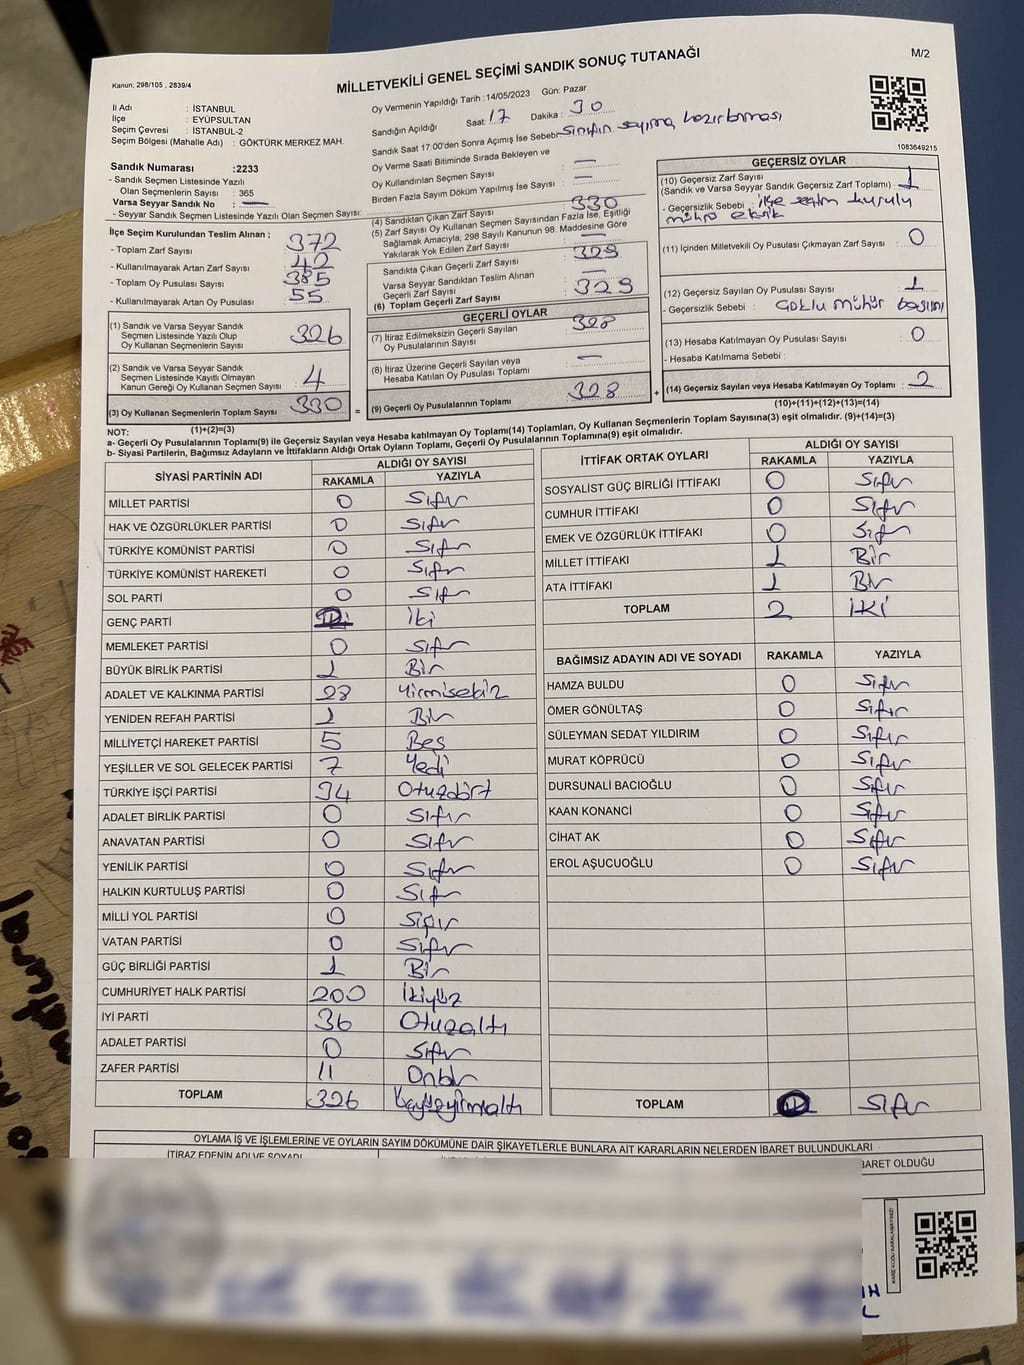 M/2
MİLLETVEKİLİ GENEL SEÇİMİ SANDIK SONUÇ TUTANAĞI
Kanun: 298/105 , 2839/4
İl Adı : İSTANBUL
İlçe : EYÜPSULTAN
Seçim Çevresi : İSTANBUL-2
Seçim Bölgesi (Mahalle Adı) : GÖKTÜRK MERKEZ MAH.
Sandık Numarası :2233
- Sandık Seçmen Listesinde Yazılı
Olan Seçmenlerin Sayısı : 365
Varsa Seyyar Sandık No : —
- Seyyar Sandık Seçmen Listesinde Yazılı Olan Seçmen Sayısı:
İlçe Seçim Kurulundan Teslim Alınan ;
- Toplam Zarf Sayısı : 372
- Kullanılmayarak Artan Zarf Sayısı : 42
- Toplam Oy Pusulası Sayısı : 385
- Kullanılmayarak Artan Oy Pusulası : 55
(1) Sandık ve Varsa Seyyar Sandık
Seçmen Listesinde Yazılı Olup
Oy Kullanan Seçmenlerin Sayısı : 326
(2) Sandık ve Varsa Seyyar Sandık
Seçmen Listesinde Kayıtlı Olmayan
Kanun Gereği Oy Kullanan Seçmen Sayısı : 4
(3) Oy Kullanan Seçmenlerin Toplam Sayısı : 330
(1)+(2)=(3)
Oy Vermenin Yapıldığı Tarih :14/05/2023 Gün: Pazar
Sandığın Açıldığı Saat: 17 Dakika : 30
Sandık Saat 17:00'den Sonra Açımış İse Sebebi: Sınıfın sayıma hazırlanması
Oy Verme Saati Bitiminde Sırada Bekleyen ve
Oy Kullandırılan Seçmen Sayısı : —
Birden Fazla Sayım Döküm Yapılmış İse Sayısı : —
(4) Sandıktan Çıkan Zarf Sayısı : 330
(5) Zarf Sayısı Oy Kullanan Seçmen Sayısından Fazla İse, Eşitliği
Sağlamak Amacıyla, 298 Sayılı Kanunun 98. Maddesine Göre
Yakılarak Yok Edilen Zarf Sayısı : —
Sandıkta Çıkan Geçerli Zarf Sayısı : 329
Varsa Seyyar Sandıktan Teslim Alınan
Geçerli Zarf Sayısı : —
(6) Toplam Geçerli Zarf Sayısı : 329
GEÇERLİ OYLAR
(7) İtiraz Edilmeksizin Geçerli Sayılan
Oy Pusulalarının Sayısı : 328
(8) İtiraz Üzerine Geçerli Sayılan veya
Hesaba Katılan Oy Pusulası Toplamı : —
= (9) Geçerli Oy Pusulalarının Toplamı : 328 +
1083649215
GEÇERSİZ OYLAR
(10) Geçersiz Zarf Sayısı
(Sandık ve Varsa Seyyar Sandık Geçersiz Zarf Toplamı) : 1
- Geçersizlik Sebebi : ilçe seçim kurulu
mührü eksik
(11) İçinden Milletvekili Oy Pusulası Çıkmayan Zarf Sayısı : 0
(12) Geçersiz Sayılan Oy Pusulası Sayısı : 1
- Geçersizlik Sebebi : Çoklu mühür basımı
(13) Hesaba Katılmayan Oy Pusulası Sayısı : 0
- Hesaba Katılmama Sebebi :
(14) Geçersiz Sayılan veya Hesaba Katılmayan Oy Toplamı : 2
(10)+(11)+(12)+(13)=(14)
NOT:
a- Geçerli Oy Pusulalarının Toplamı(9) ile Geçersiz Sayılan veya Hesaba katılmayan Oy Toplamı(14) Toplamları, Oy Kullanan Seçmenlerin Toplam Sayısına(3) eşit olmalıdır. (9)+(14)=(3)
b- Siyasi Partilerin, Bağımsız Adayların ve İttifakların Aldığı Ortak Oyların Toplamı, Geçerli Oy Pusulalarının Toplamına(9) eşit olmalıdır.
SİYASİ PARTİNİN ADI ALDIĞI OY SAYISI
RAKAMLA YAZIYLA
MİLLET PARTİSİ 0 Sıfır
HAK VE ÖZGÜRLÜKLER PARTİSİ 0 Sıfır
TÜRKİYE KOMÜNİST PARTİSİ 0 Sıfır
TÜRKİYE KOMÜNİST HAREKETİ 0 Sıfır
SOL PARTİ 0 Sıfır
GENÇ PARTİ İki
MEMLEKET PARTİSİ 0 Sıfır
BÜYÜK BİRLİK PARTİSİ 1 Bir
ADALET VE KALKINMA PARTİSİ 28 Yirmisekiz
YENİDEN REFAH PARTİSİ 1 Bir
MİLLİYETÇİ HAREKET PARTİSİ 5 Beş
YEŞİLLER VE SOL GELECEK PARTİSİ 7 Yedi
TÜRKİYE İŞÇİ PARTİSİ 34 Otuzdört
ADALET BİRLİK PARTİSİ 0 Sıfır
ANAVATAN PARTİSİ 0 Sıfır
YENİLİK PARTİSİ 0 Sıfır
HALKIN KURTULUŞ PARTİSİ 0 Sıfır
MİLLİ YOL PARTİSİ 0 Sıfır
VATAN PARTİSİ 0 Sıfır
GÜÇ BİRLİĞİ PARTİSİ 1 Bir
CUMHURİYET HALK PARTİSİ 200 İkiyüz
İYİ PARTİ 36 Otuzaltı
ADALET PARTİSİ 0 Sıfır
ZAFER PARTİSİ 11 Onbir
TOPLAM 326
İTTİFAK ORTAK OYLARI ALDIĞI OY SAYISI
RAKAMLA YAZIYLA
SOSYALİST GÜÇ BİRLİĞİ İTTİFAKI 0 Sıfır
CUMHUR İTTİFAKI 0 Sıfır
EMEK VE ÖZGÜRLÜK İTTİFAKI 0 Sıfır
MİLLET İTTİFAKI 1 Bir
ATA İTTİFAKI 1 Bir
TOPLAM 2 İKİ
BAĞIMSIZ ADAYIN ADI VE SOYADI RAKAMLA YAZIYLA
HAMZA BULDU 0 Sıfır
ÖMER GÖNÜLTAŞ 0 Sıfır
SÜLEYMAN SEDAT YILDIRIM 0 Sıfır
MURAT KÖPRÜCÜ 0 Sıfır
DURSUNALİ BACIOĞLU 0 Sıfır
KAAN KONANCİ 0 Sıfır
CİHAT AK 0 Sıfır
EROL AŞUCUOĞLU 0 Sıfır
TOPLAM Sıfır
OYLAMA İŞ VE İŞLEMLERİNE VE OYLARIN SAYIM DÖKÜMÜNE DAİR ŞİKAYETLERLE BUNLARA AİT KARARLARIN NELERDEN İBARET BULUNDUKLARI
İTİRAZ EDENİN ADI VE SOYADI
BARET OLDUĞU
KARE KODU KARALAMAYINIZ!